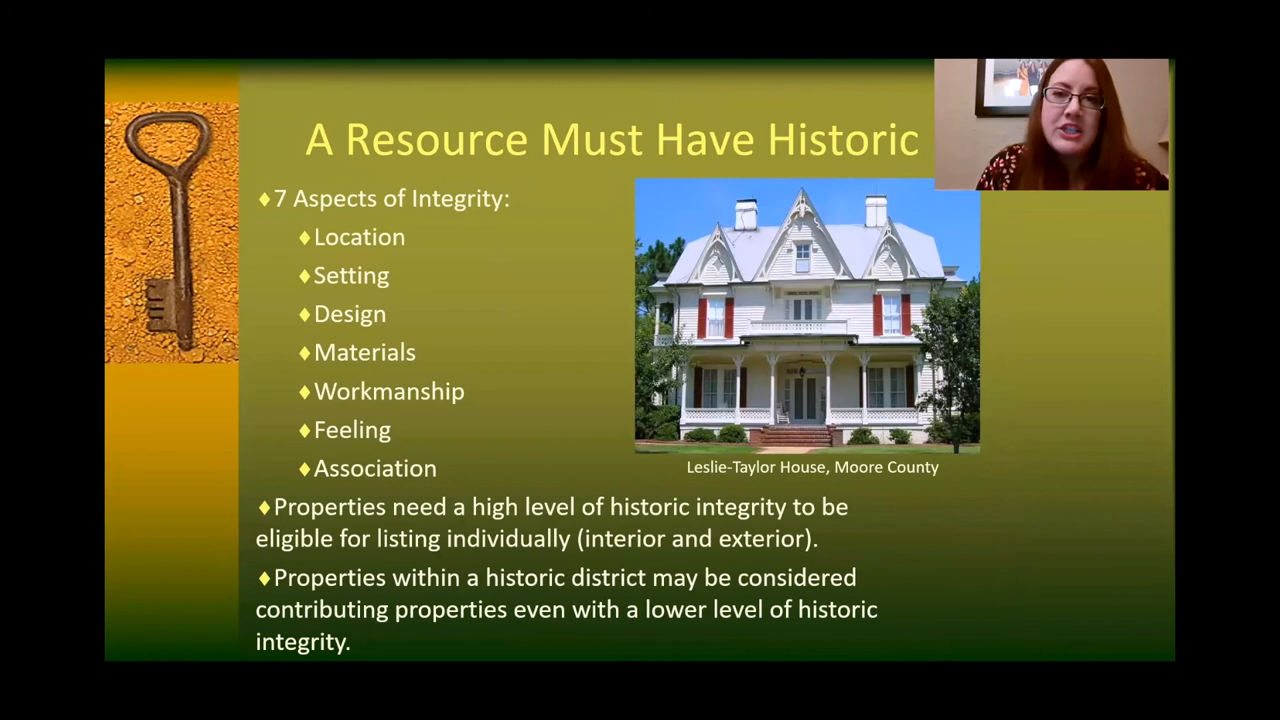 A Resource Must Have Historic
♦7 Aspects of Integrity:
♦Location
♦Setting
♦Design
♦Materials
♦Workmanship
♦Feeling
♦Association
Leslie-Taylor House, Moore County
♦Properties need a high level of historic integrity to be
eligible for listing individually (interior and exterior).
♦Properties within a historic district may be considered
contributing properties even with a lower level of historic
integrity.